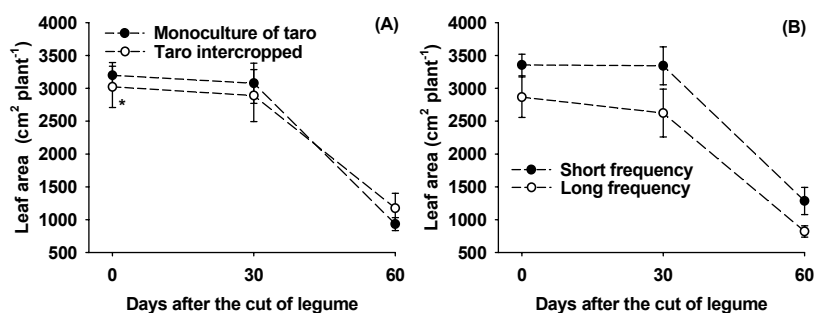 (A)
Monoculture of taro
Taro intercropped
Leaf area (cm² plant⁻¹)
4000
3500
3000
2500
2000
1500
1000
500
*
0 30 60
Days after the cut of legume
(B)
Short frequency
Long frequency
Leaf area (cm² plant⁻¹)
4000
3500
3000
2500
2000
1500
1000
500
0 30 60
Days after the cut of legume